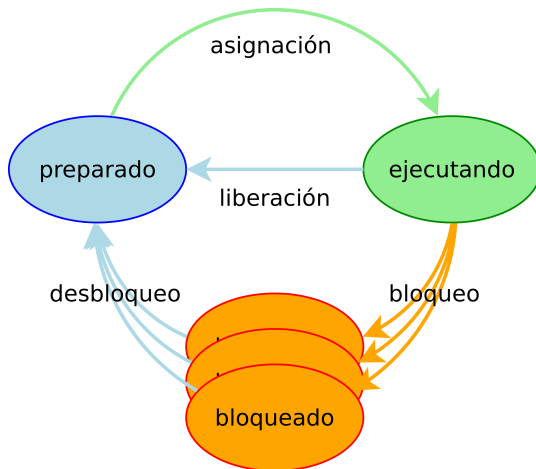 asignación
preparado
ejecutando
liberación
desbloqueo
bloqueo
bloqueado